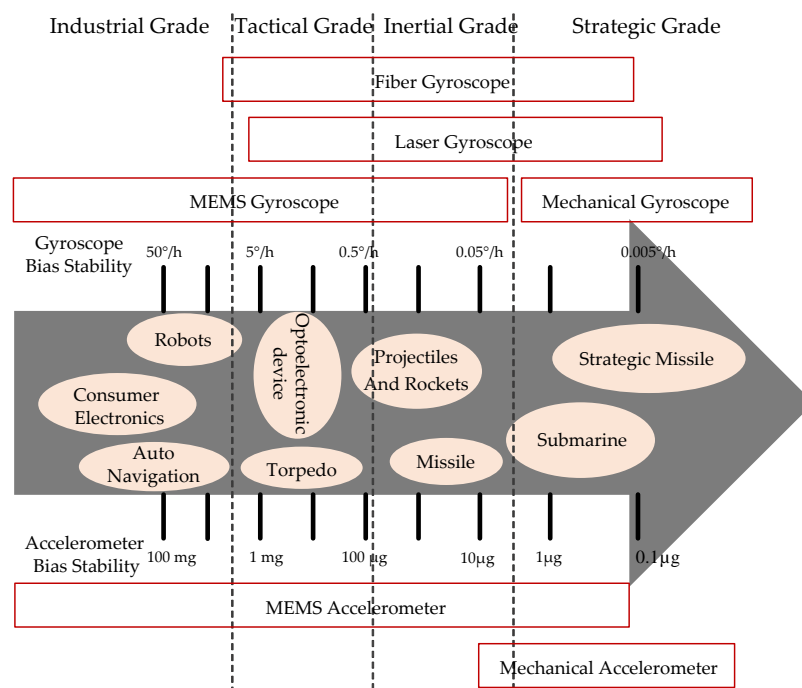 Industrial Grade
Tactical Grade
Inertial Grade
Strategic Grade
Fiber Gyroscope
Laser Gyroscope
MEMS Gyroscope
Mechanical Gyroscope
Gyroscope
Bias Stability
50°/h
5°/h
0.5°/h
0.05°/h
0.005°/h
Robots
Optoelectronic
device
Projectiles
And Rockets
Strategic Missile
Consumer
Electronics
Submarine
Auto
Navigation
Torpedo
Missile
Accelerometer
Bias Stability
100 mg
1 mg
100 μg
10μg
1μg
0.1μg
MEMS Accelerometer
Mechanical Accelerometer